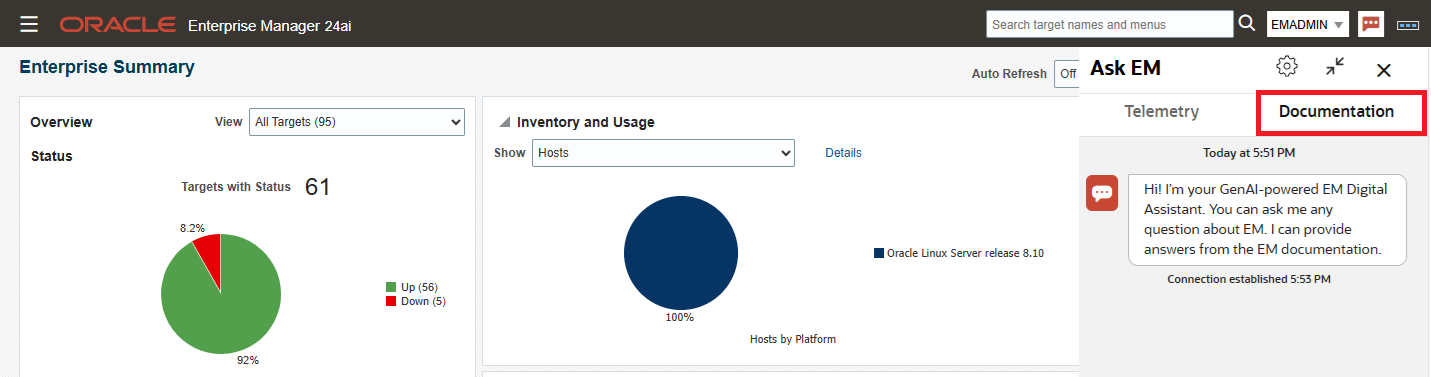 ORACLE Enterprise Manager 24ai
Search target names and menus
EMADMIN
Enterprise Summary
Auto Refresh Off
Overview
View All Targets (95)
Status
Targets with Status 61
8.2%
Up (56)
Down (5)
92%
Inventory and Usage
Show Hosts
Details
Oracle Linux Server release 8.10
100%
Hosts by Platform
Ask EM
Telemetry
Documentation
Today at 5:51 PM
Hi! I'm your GenAI-powered EM Digital
Assistant. You can ask me any
question about EM. I can provide
answers from the EM documentation.
Connection established 5:53 PM